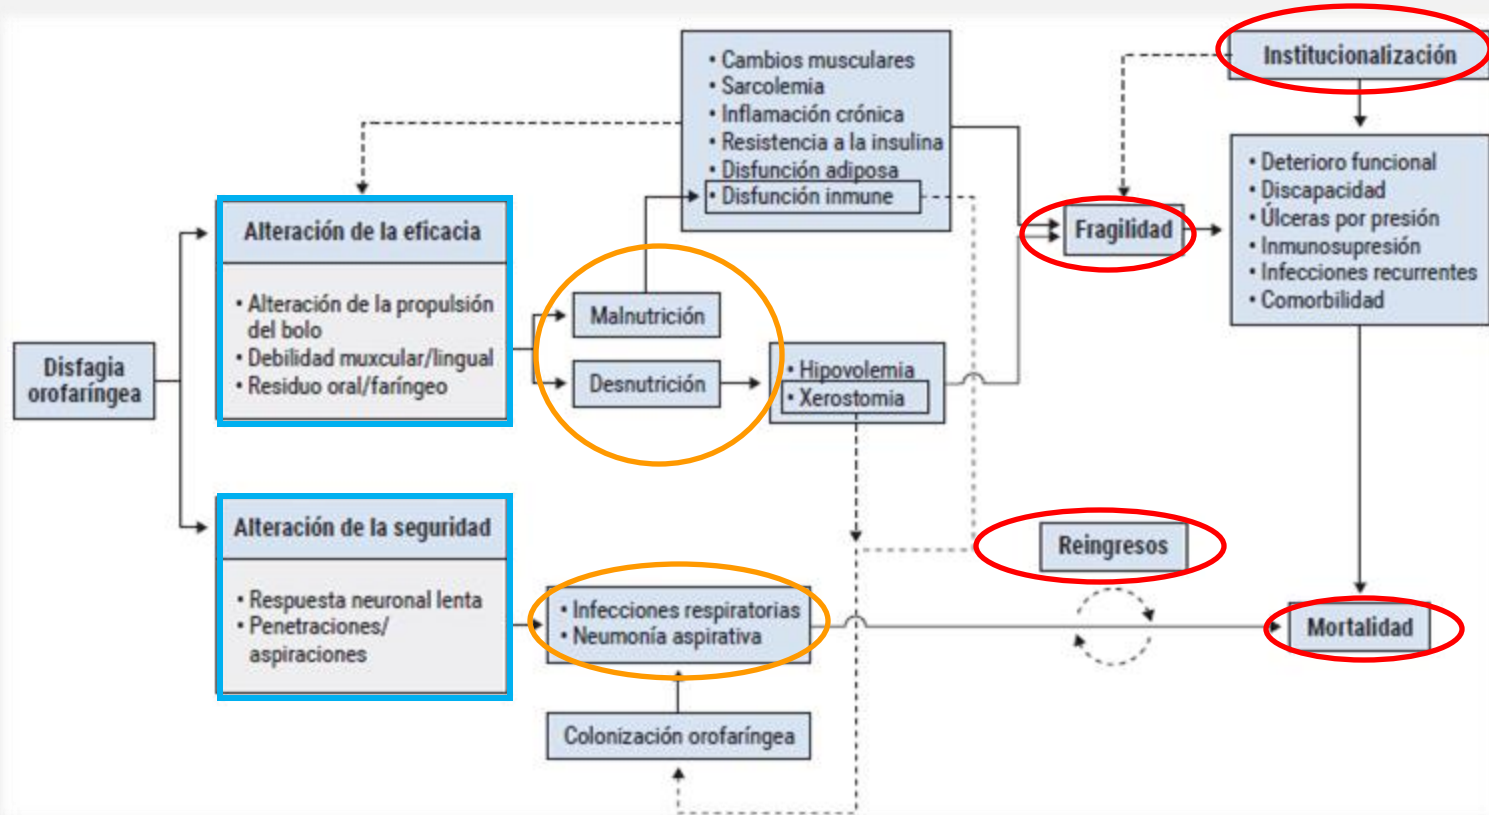 • Cambios musculares
• Sarcolemia
• Inflamación crónica
• Resistencia a la insulina
• Disfunción adiposa
• Disfunción inmune
Institucionalización
• Deterioro funcional
• Discapacidad
• Úlceras por presión
• Inmunosupresión
• Infecciones recurrentes
• Comorbilidad
Fragilidad
Alteración de la eficacia
• Alteración de la propulsión
del bolo
• Debilidad muxcular/lingual
• Residuo oral/faríngeo
Malnutrición
Desnutrición
• Hipovolemia
• Xerostomia
Disfagia
orofaríngea
Alteración de la seguridad
• Respuesta neuronal lenta
• Penetraciones/
aspiraciones
• Infecciones respiratorias
• Neumonía aspirativa
Colonización orofaríngea
Reingresos
Mortalidad